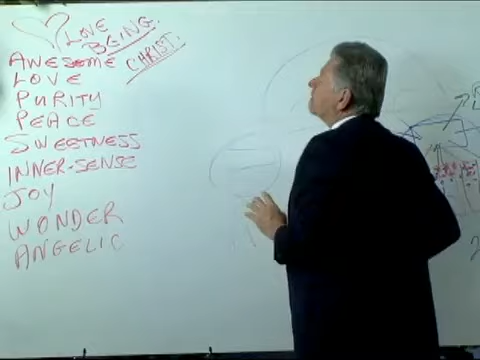 LOVE
BEING.
CHRIST.
AWESOME
LOVE
PURITY
PEACE
SWEETNESS
INNER-SENSE
JOY
WONDER
ANGELIC